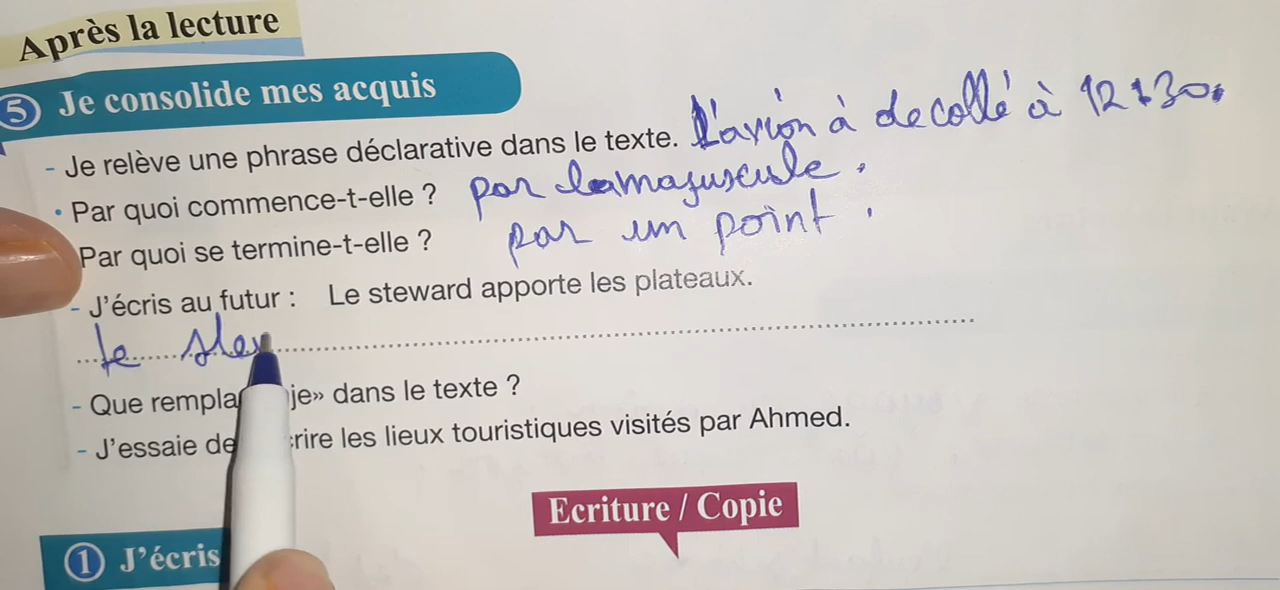 Après la lecture
5 Je consolide mes acquis
- Je relève une phrase déclarative dans le texte. L'avion à decollé à 12h30.
• Par quoi commence-t-elle ? par la majuscule.
Par quoi se termine-t-elle ? par un point.
- J'écris au futur : Le steward apporte les plateaux.
le stew
- Que rempla je» dans le texte ?
- J'essaie de crire les lieux touristiques visités par Ahmed.
Ecriture / Copie
1 J'écris